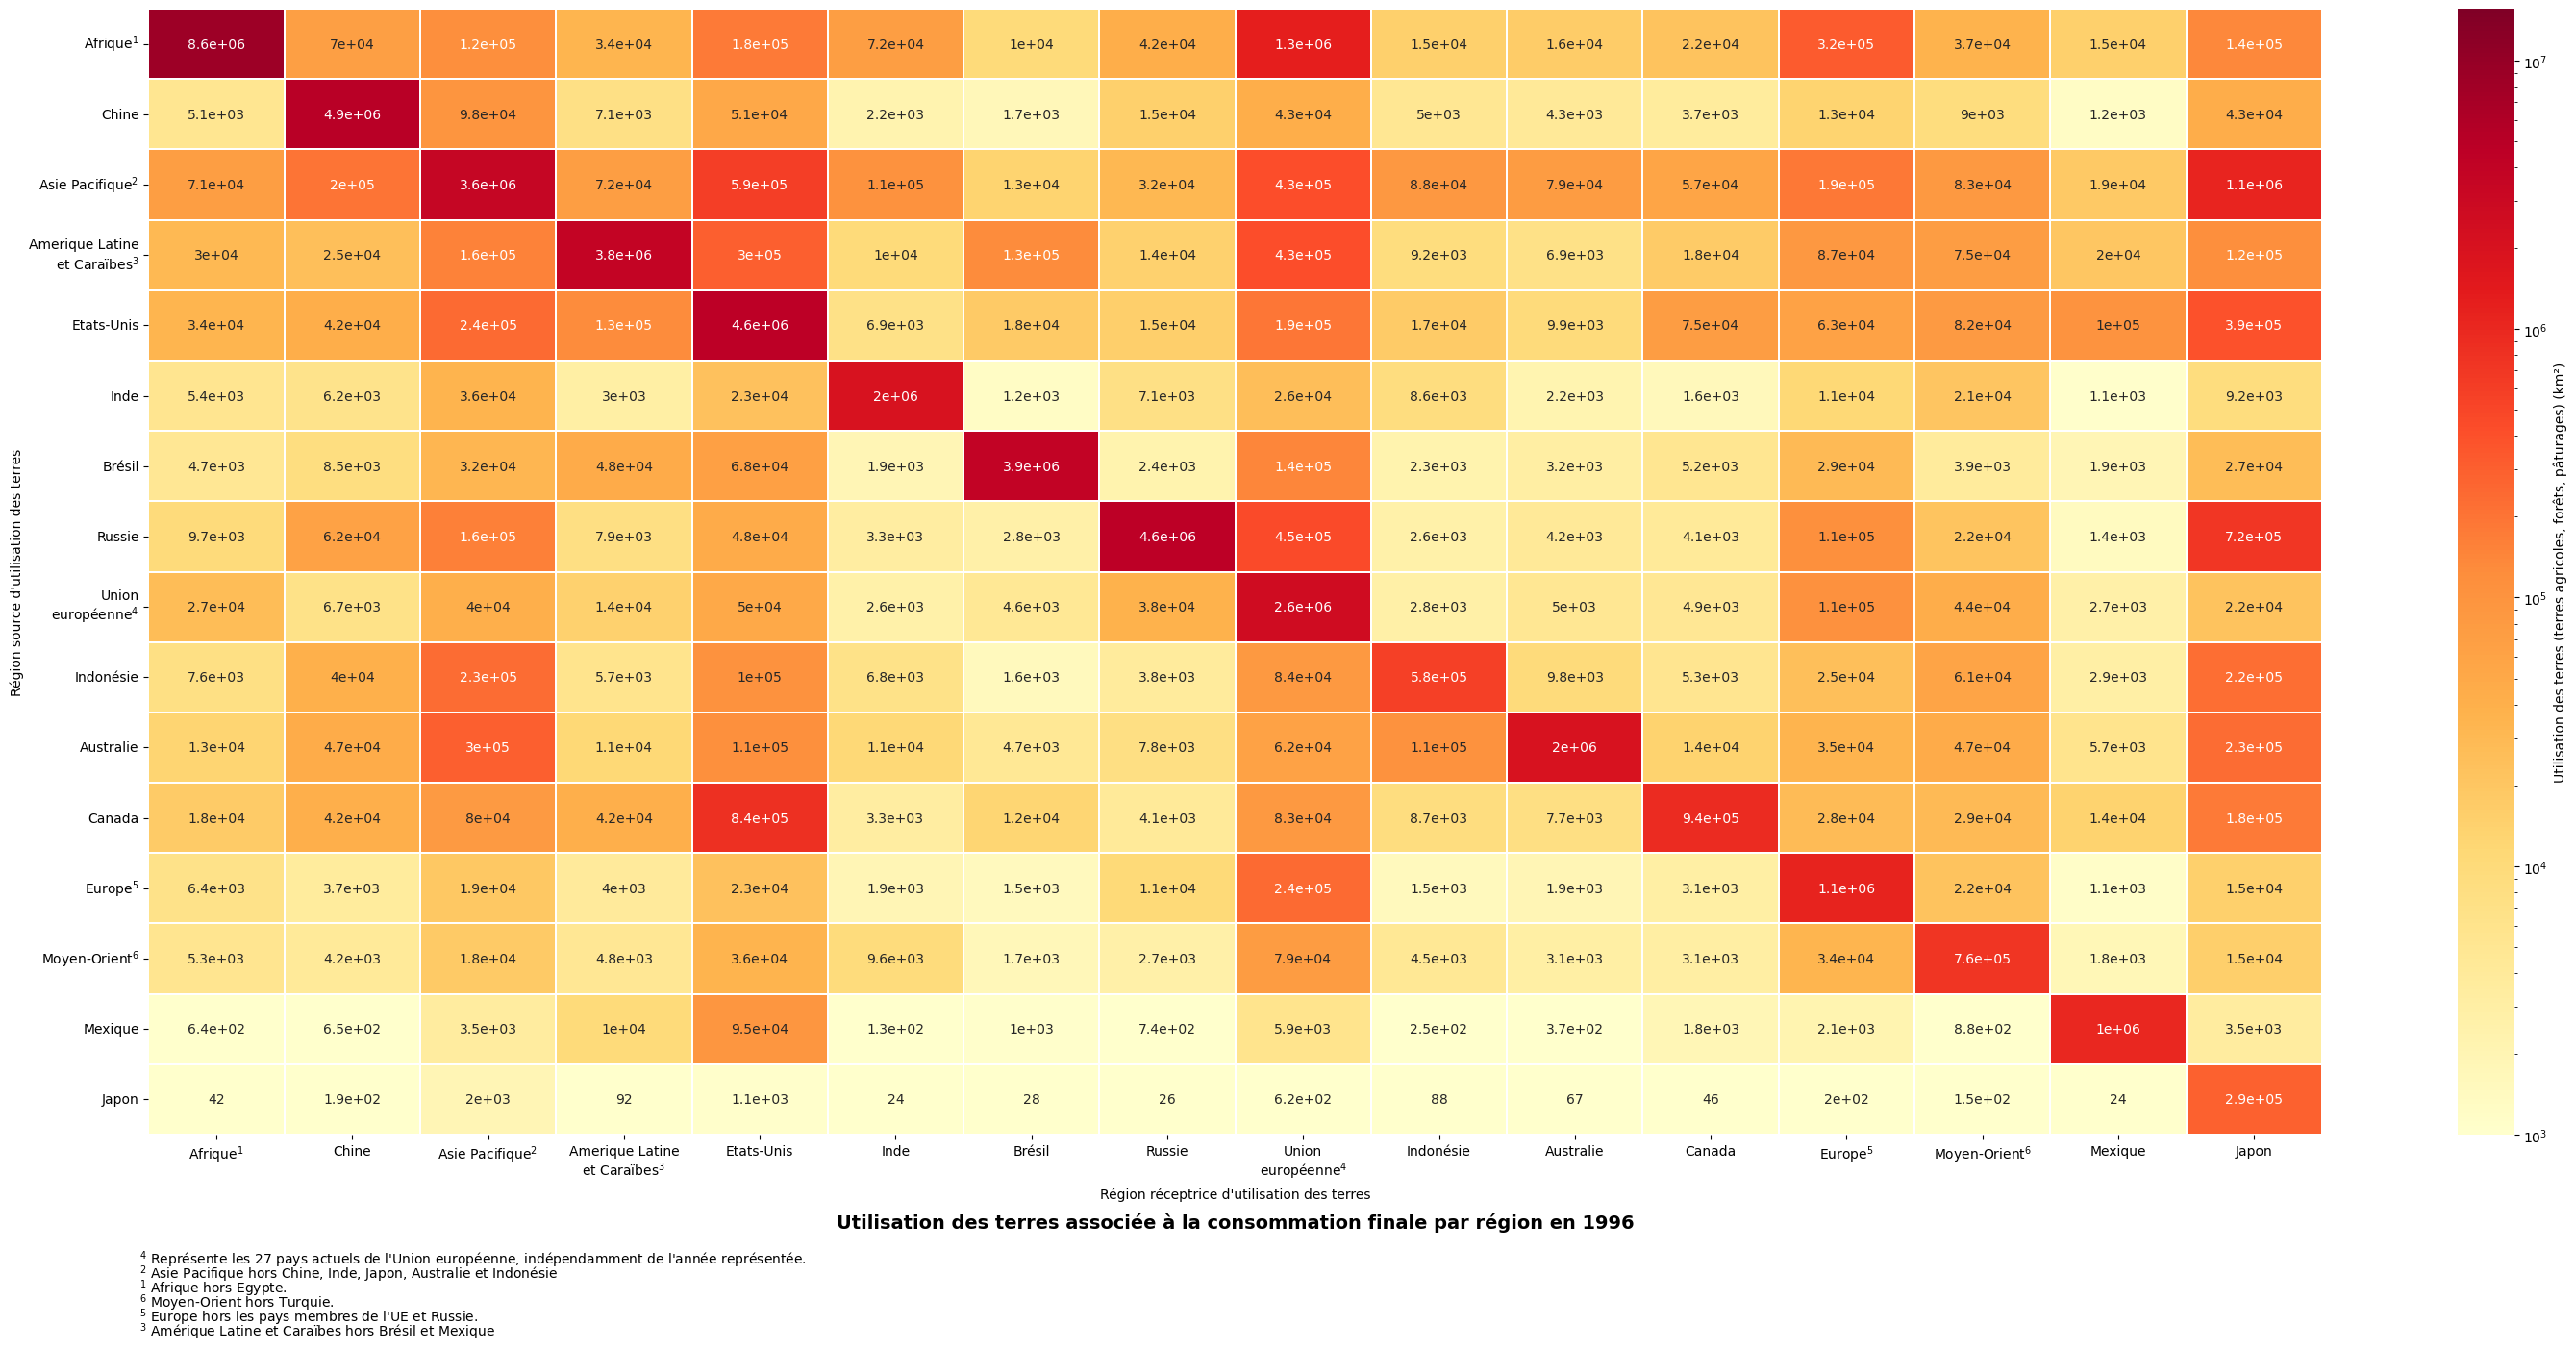 Afrique¹ 8.6e+06 7e+04 1.2e+05 3.4e+04 1.8e+05 7.2e+04 1e+04 4.2e+04 1.3e+06 1.5e+04 1.6e+04 2.2e+04 3.2e+05 3.7e+04 1.5e+04 1.4e+05
Chine 5.1e+03 4.9e+06 9.8e+04 7.1e+03 5.1e+04 2.2e+03 1.7e+03 1.5e+04 4.3e+04 5e+03 4.3e+03 3.7e+03 1.3e+04 9e+03 1.2e+03 4.3e+04
Asie Pacifique² 7.1e+04 2e+05 3.6e+06 7.2e+04 5.9e+05 1.1e+05 1.3e+04 3.2e+04 4.3e+05 8.8e+04 7.9e+04 5.7e+04 1.9e+05 8.3e+04 1.9e+04 1.1e+06
Amerique Latine
et Caraïbes³ 3e+04 2.5e+04 1.6e+05 3.8e+06 3e+05 1e+04 1.3e+05 1.4e+04 4.3e+05 9.2e+03 6.9e+03 1.8e+04 8.7e+04 7.5e+04 2e+04 1.2e+05
Etats-Unis 3.4e+04 4.2e+04 2.4e+05 1.3e+05 4.6e+06 6.9e+03 1.8e+04 1.5e+04 1.9e+05 1.7e+04 9.9e+03 7.5e+04 6.3e+04 8.2e+04 1e+05 3.9e+05
Inde 5.4e+03 6.2e+03 3.6e+04 3e+03 2.3e+04 2e+06 1.2e+03 7.1e+03 2.6e+04 8.6e+03 2.2e+03 1.6e+03 1.1e+04 2.1e+04 1.1e+03 9.2e+03
Brésil 4.7e+03 8.5e+03 3.2e+04 4.8e+04 6.8e+04 1.9e+03 3.9e+06 2.4e+03 1.4e+05 2.3e+03 3.2e+03 5.2e+03 2.9e+04 3.9e+03 1.9e+03 2.7e+04
Russie 9.7e+03 6.2e+04 1.6e+05 7.9e+03 4.8e+04 3.3e+03 2.8e+03 4.6e+06 4.5e+05 2.6e+03 4.2e+03 4.1e+03 1.1e+05 2.2e+04 1.4e+03 7.2e+05
Union
européenne⁴ 2.7e+04 6.7e+03 4e+04 1.4e+04 5e+04 2.6e+03 4.6e+03 3.8e+04 2.6e+06 2.8e+03 5e+03 4.9e+03 1.1e+05 4.4e+04 2.7e+03 2.2e+04
Indonésie 7.6e+03 4e+04 2.3e+05 5.7e+03 1e+05 6.8e+03 1.6e+03 3.8e+03 8.4e+04 5.8e+05 9.8e+03 5.3e+03 2.5e+04 6.1e+04 2.9e+03 2.2e+05
Australie 1.3e+04 4.7e+04 3e+05 1.1e+04 1.1e+05 1.1e+04 4.7e+03 7.8e+03 6.2e+04 1.1e+05 2e+06 1.4e+04 3.5e+04 4.7e+04 5.7e+03 2.3e+05
Canada 1.8e+04 4.2e+04 8e+04 4.2e+04 8.4e+05 3.3e+03 1.2e+04 4.1e+03 8.3e+04 8.7e+03 7.7e+03 9.4e+05 2.8e+04 2.9e+04 1.4e+04 1.8e+05
Europe⁵ 6.4e+03 3.7e+03 1.9e+04 4e+03 2.3e+04 1.9e+03 1.5e+03 1.1e+04 2.4e+05 1.5e+03 1.9e+03 3.1e+03 1.1e+06 2.2e+04 1.1e+03 1.5e+04
Moyen-Orient⁶ 5.3e+03 4.2e+03 1.8e+04 4.8e+03 3.6e+04 9.6e+03 1.7e+03 2.7e+03 7.9e+04 4.5e+03 3.1e+03 3.1e+03 3.4e+04 7.6e+05 1.8e+03 1.5e+04
Mexique 6.4e+02 6.5e+02 3.5e+03 1e+04 9.5e+04 1.3e+02 1e+03 7.4e+02 5.9e+03 2.5e+02 3.7e+02 1.8e+03 2.1e+03 8.8e+02 1e+06 3.5e+03
Japon 42 1.9e+02 2e+03 92 1.1e+03 24 28 26 6.2e+02 88 67 46 2e+02 1.5e+02 24 2.9e+05
Afrique¹ Chine Asie Pacifique² Amerique Latine Etats-Unis Inde Brésil Russie Union Indonésie Australie Canada Europe⁵ Moyen-Orient⁶ Mexique Japon
et Caraïbes³ européenne⁴
Région source d'utilisation des terres
Région réceptrice d'utilisation des terres
10⁷
10⁶
10⁵
10⁴
10³
Utilisation des terres (terres agricoles, forêts, pâturages) (km²)
Utilisation des terres associée à la consommation finale par région en 1996
⁴ Représente les 27 pays actuels de l'Union européenne, indépendamment de l'année représentée.
² Asie Pacifique hors Chine, Inde, Japon, Australie et Indonésie
¹ Afrique hors Egypte.
⁶ Moyen-Orient hors Turquie.
⁵ Europe hors les pays membres de l'UE et Russie.
³ Amérique Latine et Caraïbes hors Brésil et Mexique